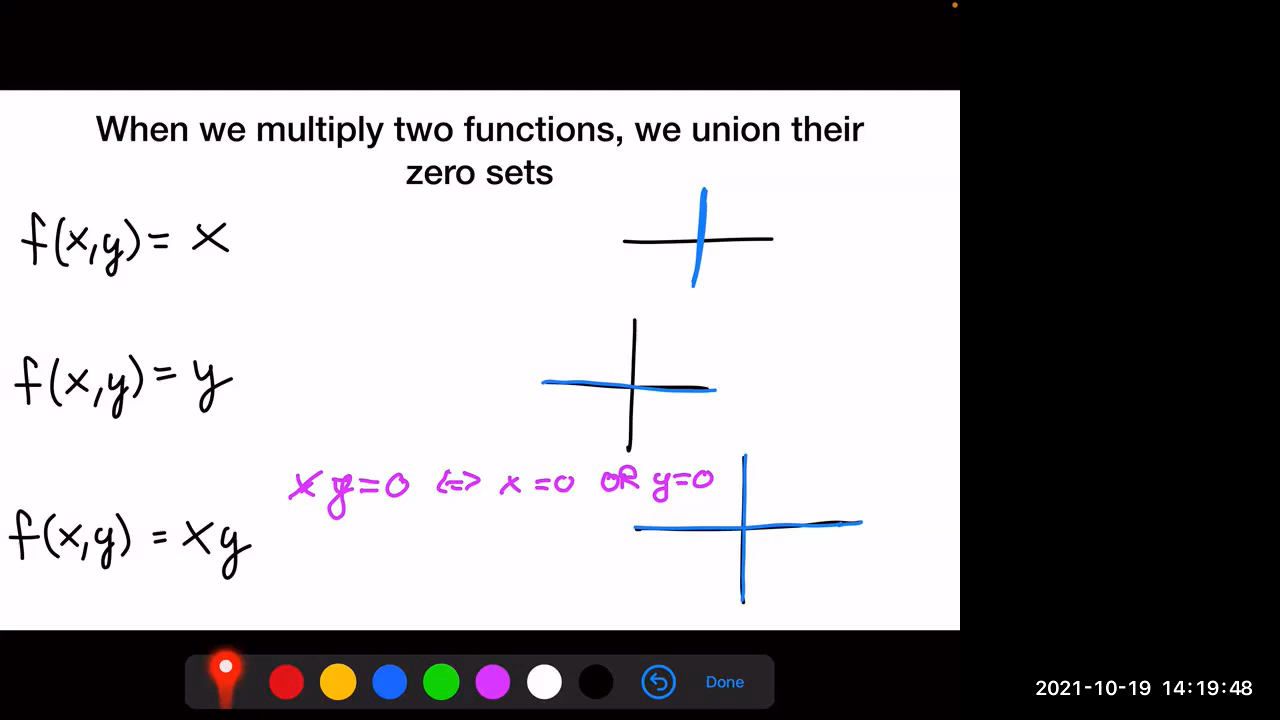 When we multiply two functions, we union their
zero sets
f(x,y) = x
f(x,y) = y
xy=0 <=> x=0 OR y=0
f(x,y) = xy
Done
2021-10-19 14:19:48